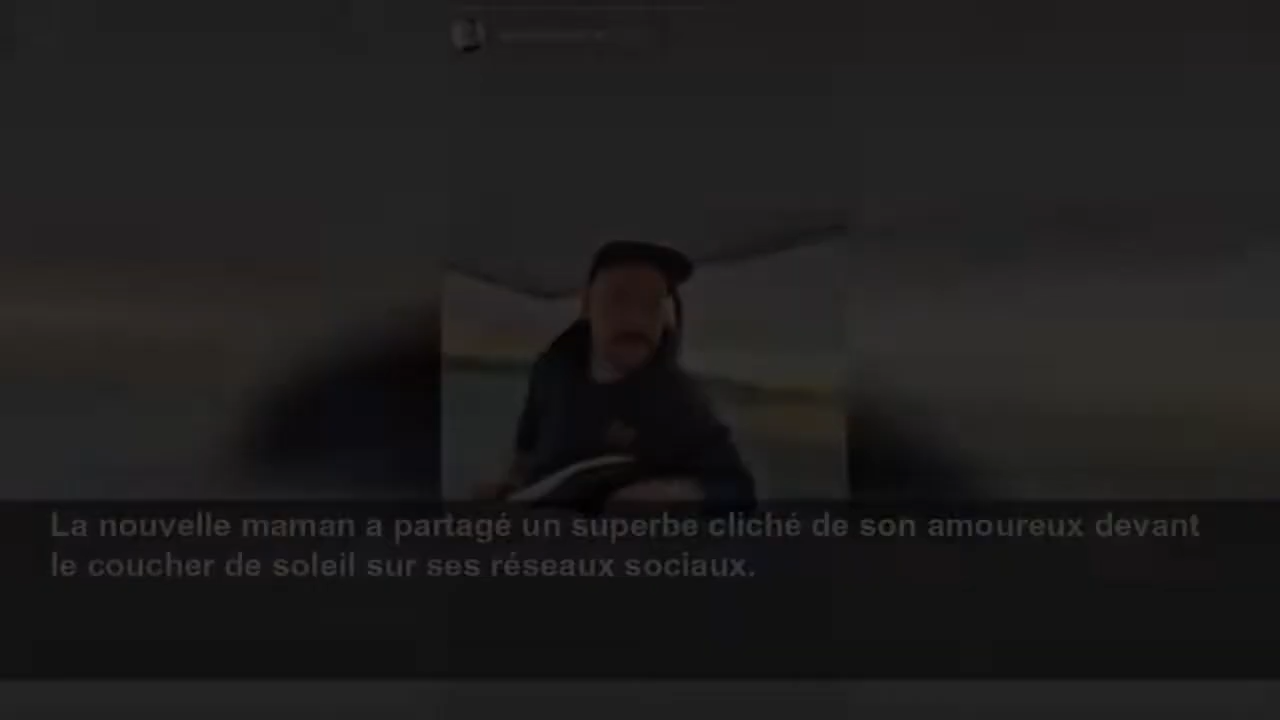 La nouvelle maman a partagé un superbe cliché de son amoureux devant
le coucher de soleil sur ses réseaux sociaux.